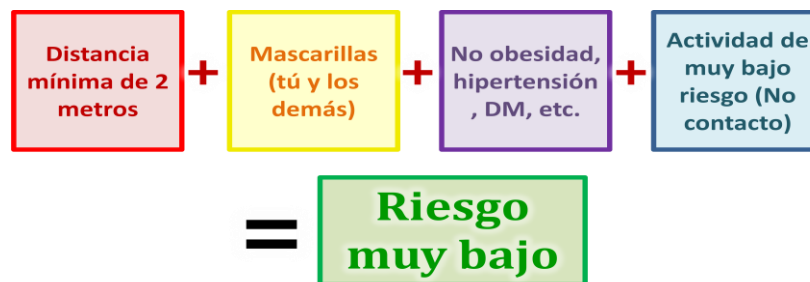 Distancia
mínima de 2
metros
+
Mascarillas
(tú y los
demás)
+
No obesidad,
hipertensión
, DM, etc.
+
Actividad de
muy bajo
riesgo (No
contacto)
=
Riesgo
muy bajo